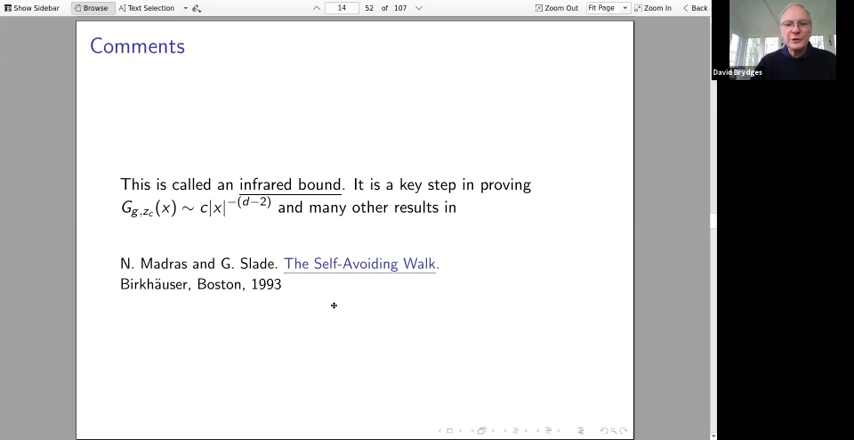 Show Sidebar Browse Text Selection 14 52 of 107 Zoom Out Fit Page Zoom In Back
David Brydges
Comments
This is called an infrared bound. It is a key step in proving
G_{g,z_c}(x) ∼ c|x|^{−(d−2)} and many other results in
N. Madras and G. Slade. The Self-Avoiding Walk.
Birkhäuser, Boston, 1993